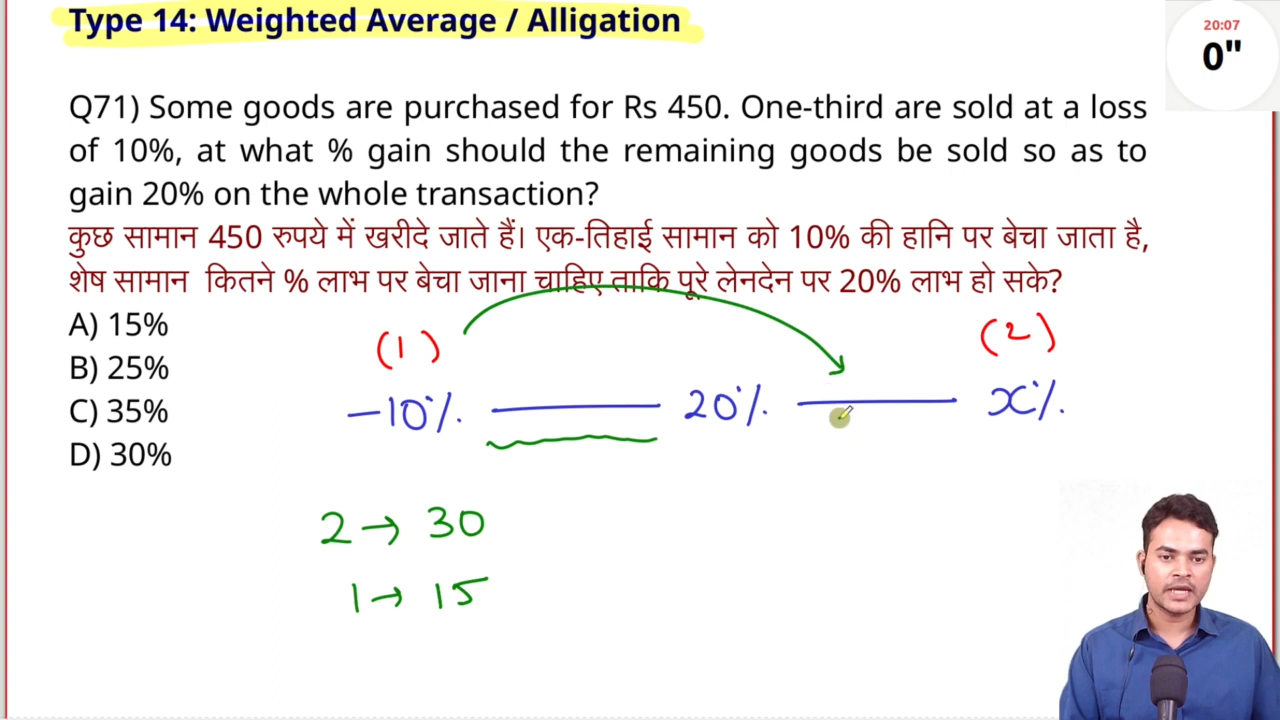 Type 14: Weighted Average / Alligation
20:07
0"
Q71) Some goods are purchased for Rs 450. One-third are sold at a loss
of 10%, at what % gain should the remaining goods be sold so as to
gain 20% on the whole transaction?
कुछ सामान 450 रुपये में खरीदे जाते हैं। एक-तिहाई सामान को 10% की हानि पर बेचा जाता है,
शेष सामान कितने % लाभ पर बेचा जाना चाहिए ताकि पूरे लेनदेन पर 20% लाभ हो सके?
A) 15%
B) 25%
C) 35%
D) 30%
(1) (2)
-10% 20% x%
2 → 30
1 → 15